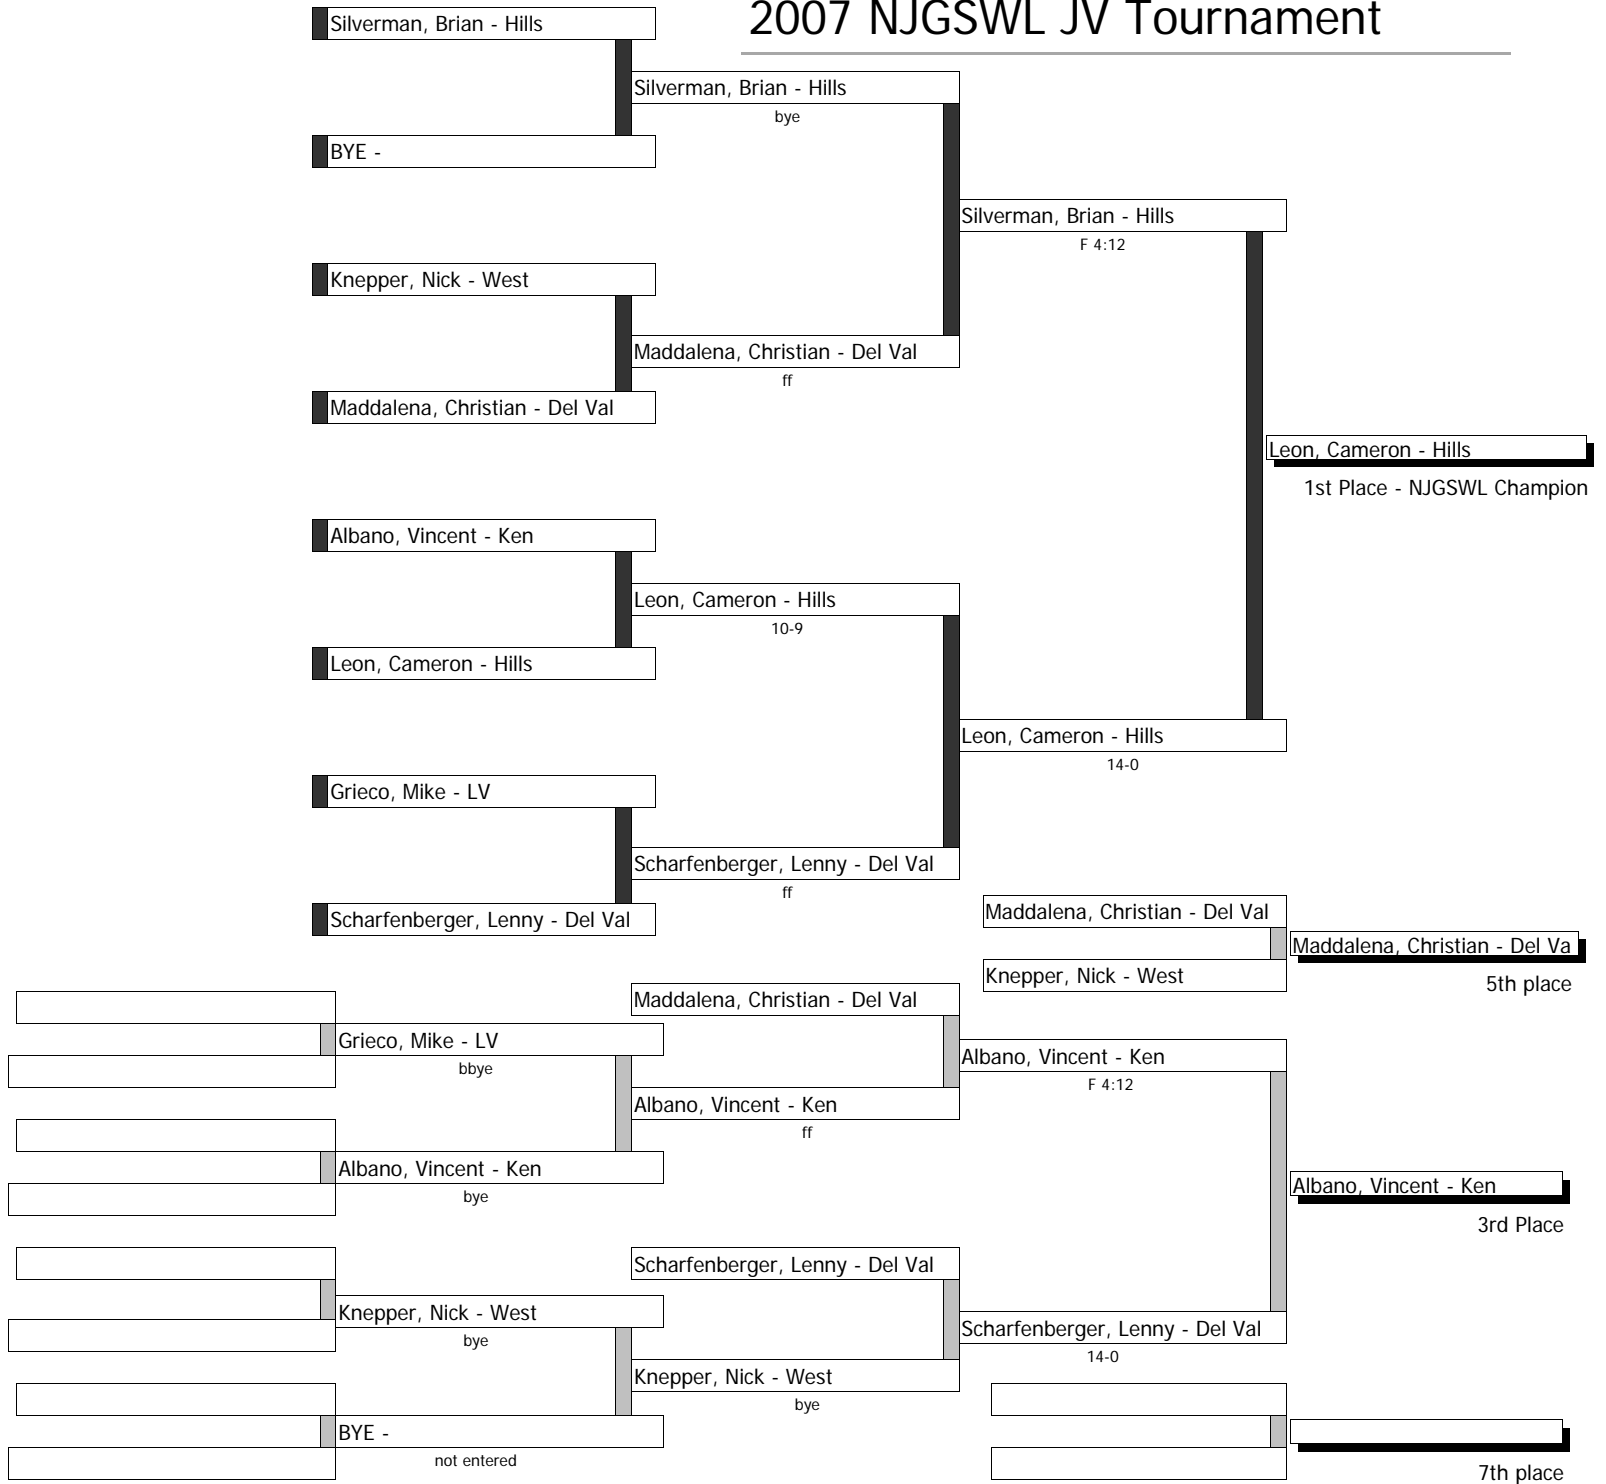 2007 NJGSWL JV Tournament
Silverman, Brian - Hills
Silverman, Brian - Hills
bye
BYE -
Silverman, Brian - Hills
F 4:12
Knepper, Nick - West
Maddalena, Christian - Del Val
ff
Maddalena, Christian - Del Val
Leon, Cameron - Hills
1st Place - NJGSWL Champion
Albano, Vincent - Ken
Leon, Cameron - Hills
10-9
Leon, Cameron - Hills
Leon, Cameron - Hills
14-0
Grieco, Mike - LV
Scharfenberger, Lenny - Del Val
ff
Scharfenberger, Lenny - Del Val
Maddalena, Christian - Del Val
Maddalena, Christian - Del Va
Knepper, Nick - West
5th place
Maddalena, Christian - Del Val
Grieco, Mike - LV
bbye
Albano, Vincent - Ken
F 4:12
Albano, Vincent - Ken
ff
Albano, Vincent - Ken
bye
Albano, Vincent - Ken
3rd Place
Scharfenberger, Lenny - Del Val
Knepper, Nick - West
bye
Scharfenberger, Lenny - Del Val
14-0
Knepper, Nick - West
bye
BYE -
not entered
7th place